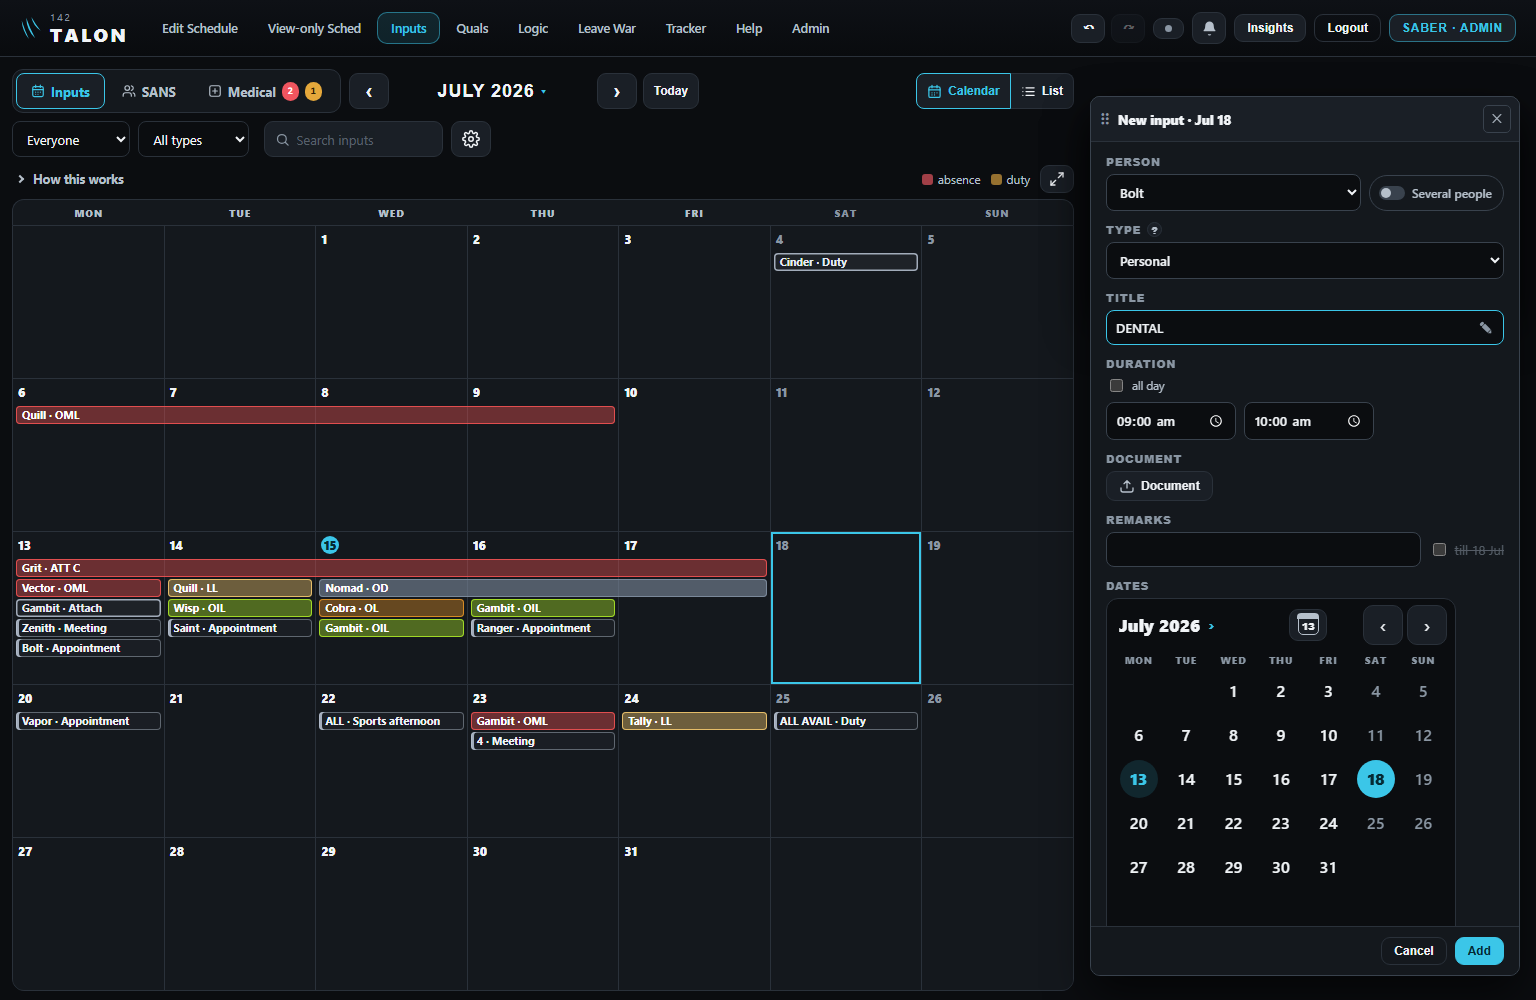 142
TALON
Edit Schedule
View-only Sched
Inputs
Quals
Logic
Leave War
Tracker
Help
Admin
Insights
Logout
SABER · ADMIN
Inputs
SANS
Medical 2 1
‹
JULY 2026
›
Today
Calendar
List
Everyone
All types
Search inputs
How this works
absence
duty
MON TUE WED THU FRI SAT SUN
1 2 3 4 5
Cinder · Duty
6 7 8 9 10 11 12
Quill · OML
13 14 15 16 17 18 19
Grit · ATT C
Vector · OML
Quill · LL
Nomad · OD
Gambit · Attach
Wisp · OIL
Cobra · OL
Gambit · OIL
Zenith · Meeting
Saint · Appointment
Gambit · OIL
Ranger · Appointment
Bolt · Appointment
20 21 22 23 24 25 26
Vapor · Appointment
ALL · Sports afternoon
Gambit · OML
Tally · LL
ALL AVAIL · Duty
4 · Meeting
27 28 29 30 31
New input · Jul 18
PERSON
Bolt
Several people
TYPE ?
Personal
TITLE
DENTAL
DURATION
all day
09:00 am
10:00 am
DOCUMENT
Document
REMARKS
till 18 Jul
DATES
July 2026 ›
13
‹ ›
MON TUE WED THU FRI SAT SUN
1 2 3 4 5
6 7 8 9 10 11 12
13 14 15 16 17 18 19
20 21 22 23 24 25 26
27 28 29 30 31
Cancel
Add